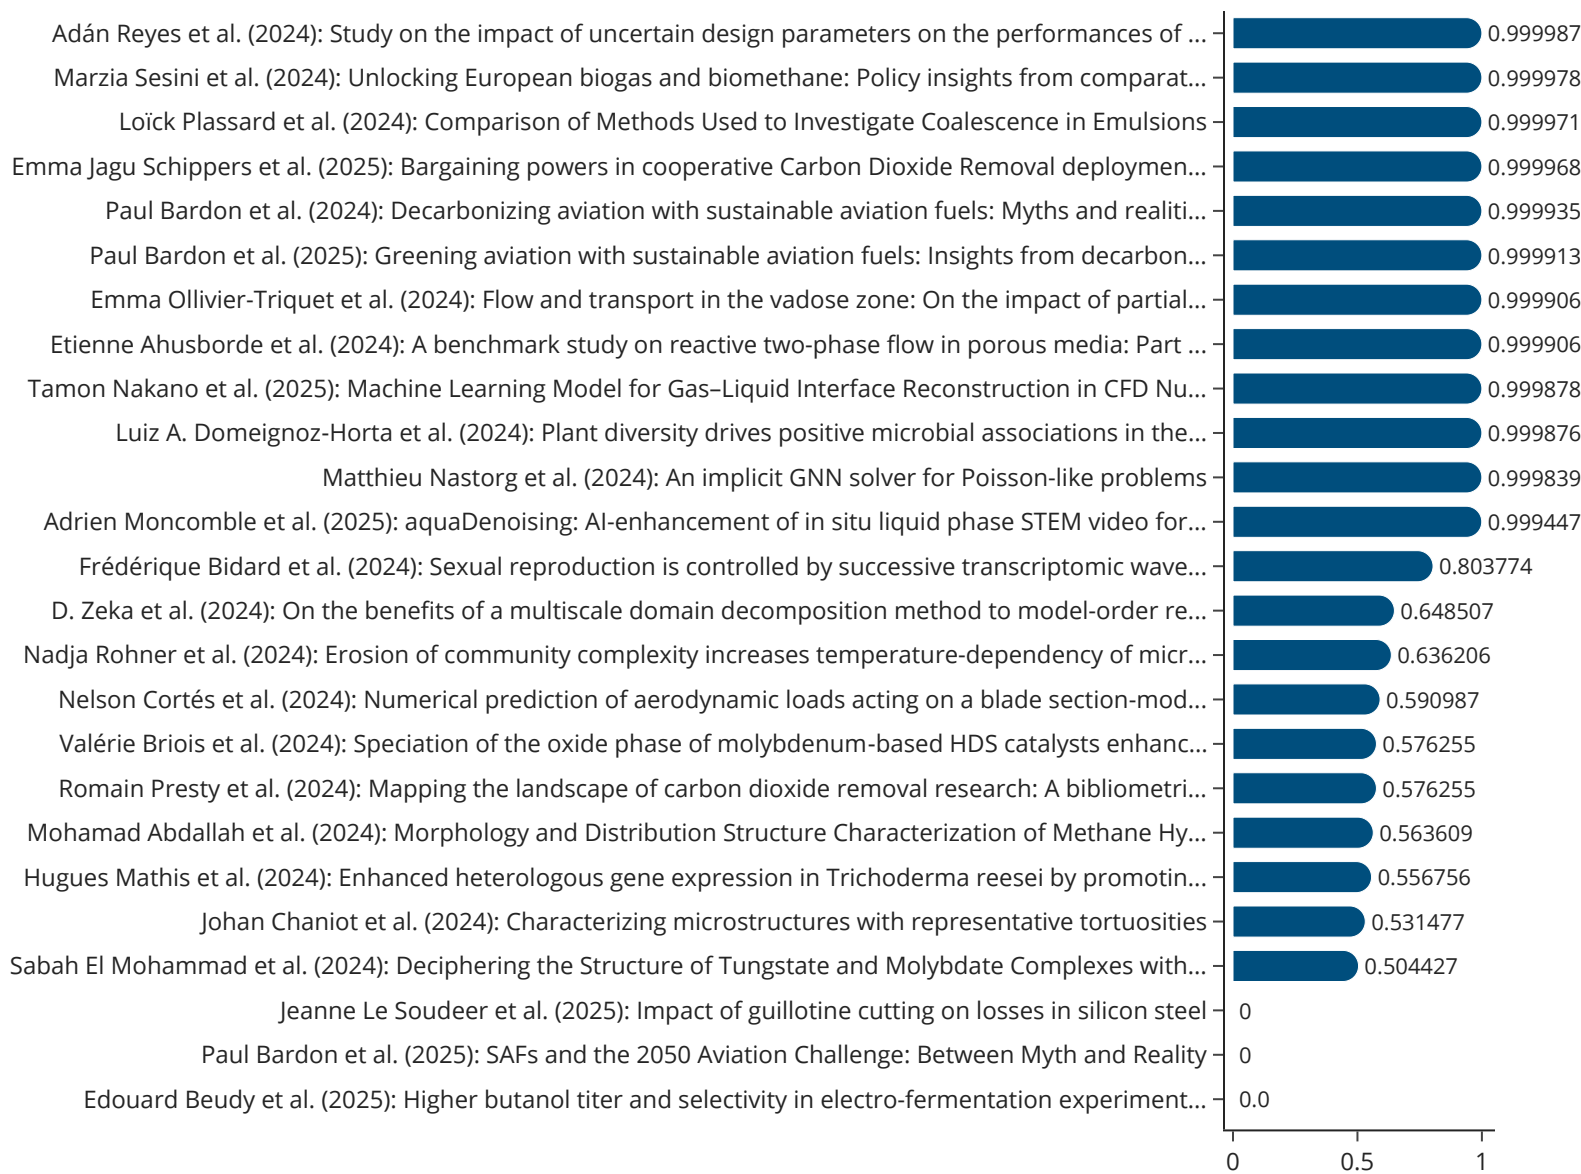 Adán Reyes et al. (2024): Study on the impact of uncertain design parameters on the performances of ... 0.999987
Marzia Sesini et al. (2024): Unlocking European biogas and biomethane: Policy insights from comparat... 0.999978
Loïck Plassard et al. (2024): Comparison of Methods Used to Investigate Coalescence in Emulsions 0.999971
Emma Jagu Schippers et al. (2025): Bargaining powers in cooperative Carbon Dioxide Removal deploymen... 0.999968
Paul Bardon et al. (2024): Decarbonizing aviation with sustainable aviation fuels: Myths and realiti... 0.999935
Paul Bardon et al. (2025): Greening aviation with sustainable aviation fuels: Insights from decarbon... 0.999913
Emma Ollivier-Triquet et al. (2024): Flow and transport in the vadose zone: On the impact of partial... 0.999906
Etienne Ahusborde et al. (2024): A benchmark study on reactive two-phase flow in porous media: Part ... 0.999906
Tamon Nakano et al. (2025): Machine Learning Model for Gas–Liquid Interface Reconstruction in CFD Nu... 0.999878
Luiz A. Domeignoz-Horta et al. (2024): Plant diversity drives positive microbial associations in the... 0.999876
Matthieu Nastorg et al. (2024): An implicit GNN solver for Poisson-like problems 0.999839
Adrien Moncomble et al. (2025): aquaDenoising: AI-enhancement of in situ liquid phase STEM video for... 0.999447
Frédérique Bidard et al. (2024): Sexual reproduction is controlled by successive transcriptomic wave... 0.803774
D. Zeka et al. (2024): On the benefits of a multiscale domain decomposition method to model-order re... 0.648507
Nadja Rohner et al. (2024): Erosion of community complexity increases temperature-dependency of micr... 0.636206
Nelson Cortés et al. (2024): Numerical prediction of aerodynamic loads acting on a blade section-mod... 0.590987
Valérie Briois et al. (2024): Speciation of the oxide phase of molybdenum-based HDS catalysts enhanc... 0.576255
Romain Presty et al. (2024): Mapping the landscape of carbon dioxide removal research: A bibliometri... 0.576255
Mohamad Abdallah et al. (2024): Morphology and Distribution Structure Characterization of Methane Hy... 0.563609
Hugues Mathis et al. (2024): Enhanced heterologous gene expression in Trichoderma reesei by promotin... 0.556756
Johan Chaniot et al. (2024): Characterizing microstructures with representative tortuosities 0.531477
Sabah El Mohammad et al. (2024): Deciphering the Structure of Tungstate and Molybdate Complexes with... 0.504427
Jeanne Le Soudeer et al. (2025): Impact of guillotine cutting on losses in silicon steel 0
Paul Bardon et al. (2025): SAFs and the 2050 Aviation Challenge: Between Myth and Reality 0
Edouard Beudy et al. (2025): Higher butanol titer and selectivity in electro-fermentation experiment... 0.0
0 0.5 1